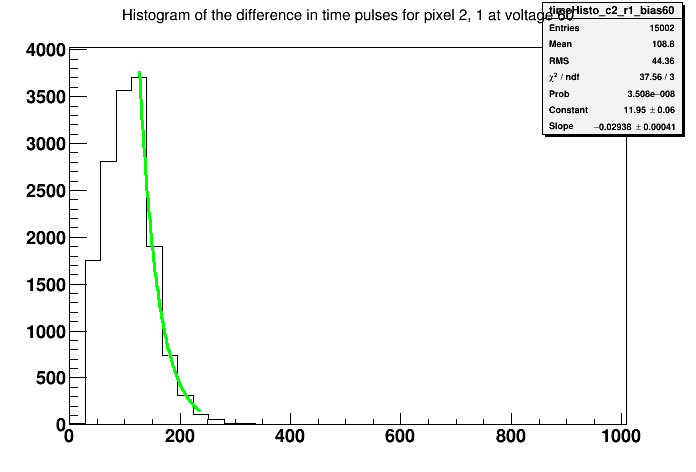 Histogram of the difference in time pulses for pixel 2, 1 at voltage 60
timeHisto_c2_r1_bias60
Entries 15002
Mean 108.8
RMS 44.36
χ² / ndf 37.56 / 3
Prob 3.508e-008
Constant 11.95 ± 0.06
Slope -0.02938 ± 0.00041
4000
3500
3000
2500
2000
1500
1000
500
0
0 200 400 600 800 1000